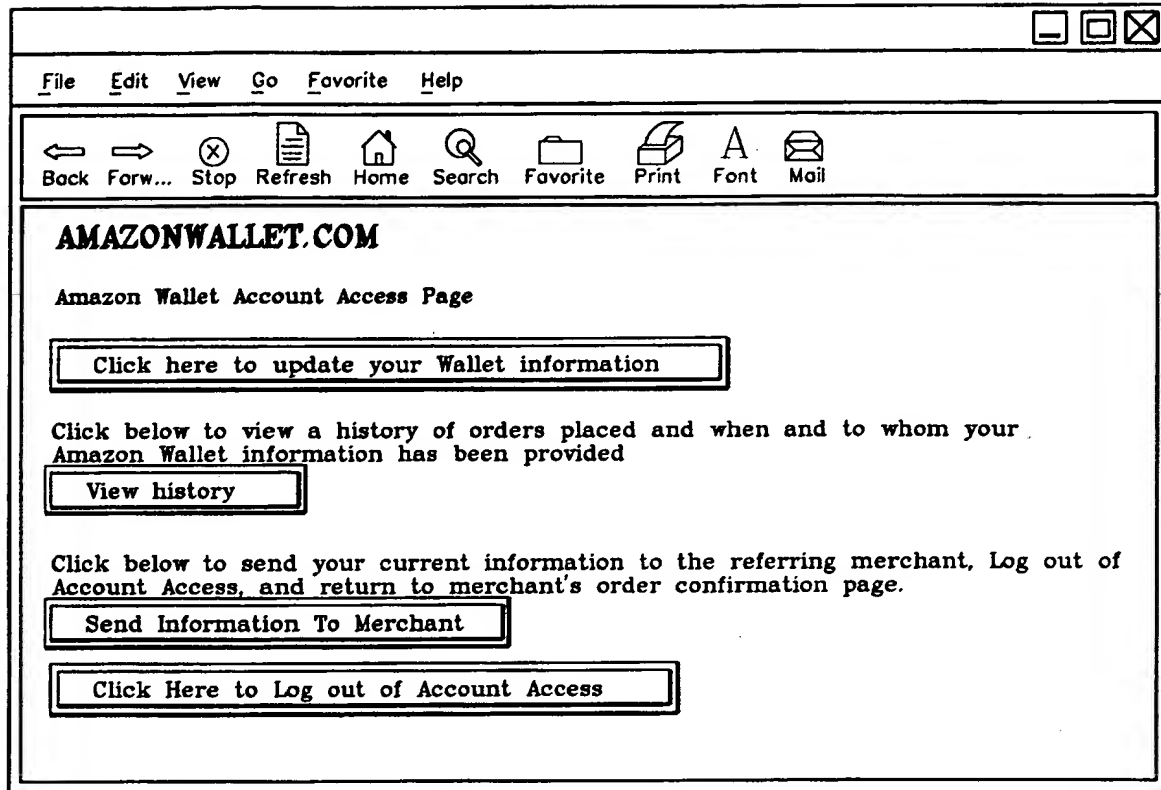 File Edit View Go Favorite Help
Back Forw... Stop Refresh Home Search Favorite Print Font Mail
AMAZONWALLET.COM
Amazon Wallet Account Access Page
Click here to update your Wallet information
Click below to view a history of orders placed and when and to whom your
Amazon Wallet information has been provided
View history
Click below to send your current information to the referring merchant, Log out of
Account Access, and return to merchant's order confirmation page.
Send Information To Merchant
Click Here to Log out of Account Access